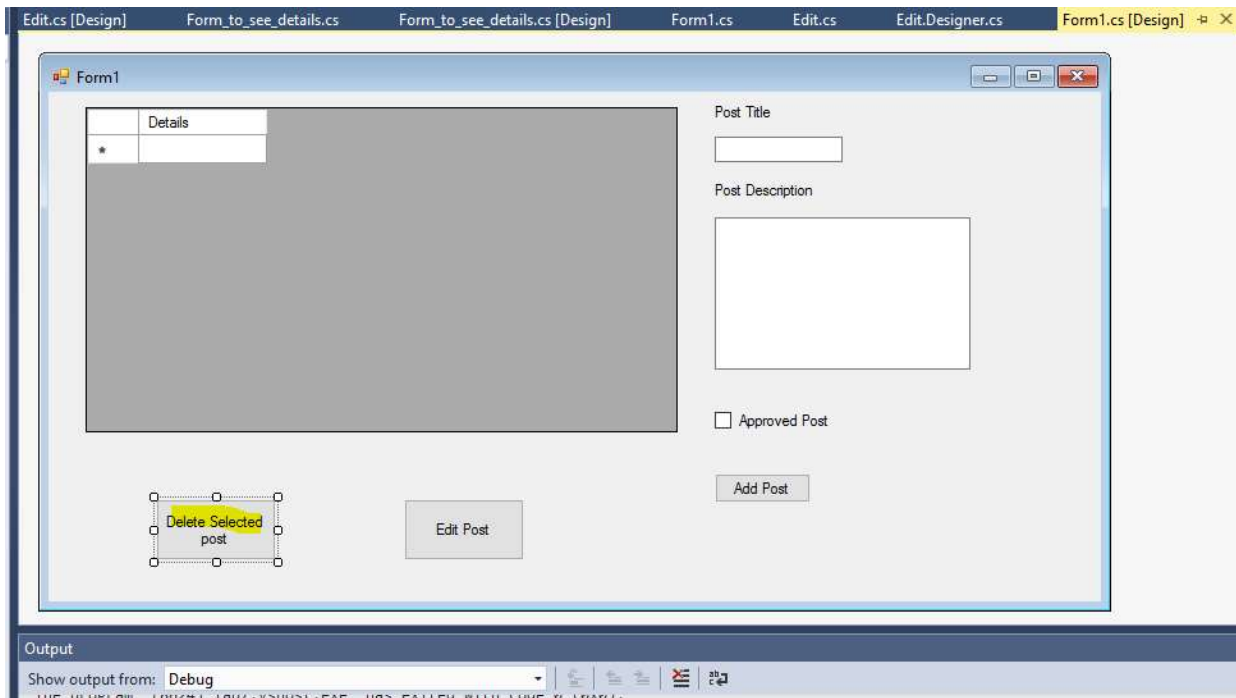 Edit.cs [Design] Form_to_see_details.cs Form_to_see_details.cs [Design] Form1.cs Edit.cs Edit.Designer.cs Form1.cs [Design]
Form1
Details
*
Post Title
Post Description
Approved Post
Add Post
Delete Selected
post
Edit Post
Output
Show output from: Debug